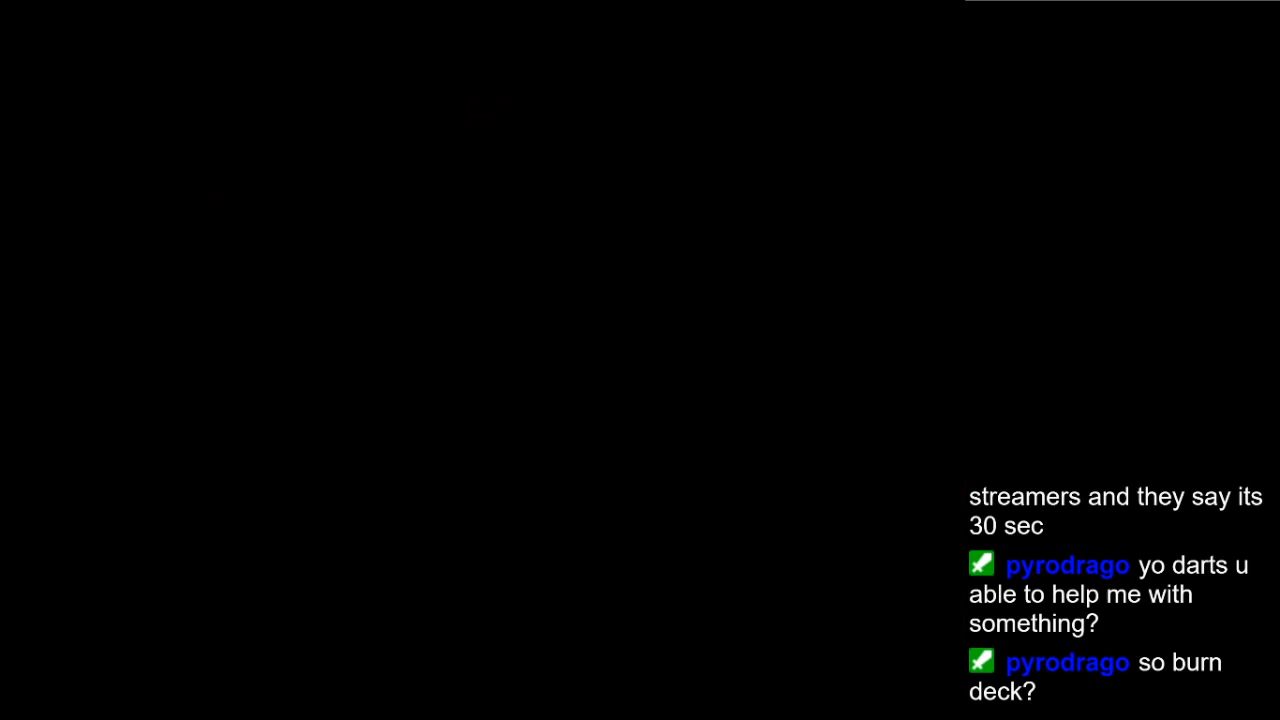 streamers and they say its
30 sec
pyrodrago yo darts u
able to help me with
something?
pyrodrago so burn
deck?